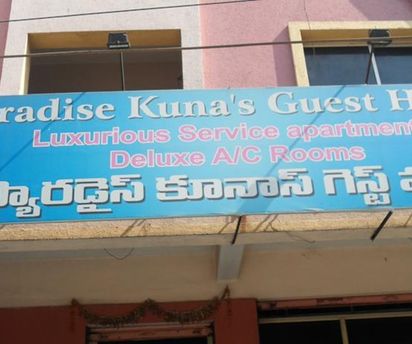 radise Kuna's Guest H
Luxurious Service apartment
Deluxe A/C Rooms
ప్యారడైస్ కూనాస్ గెస్ట్